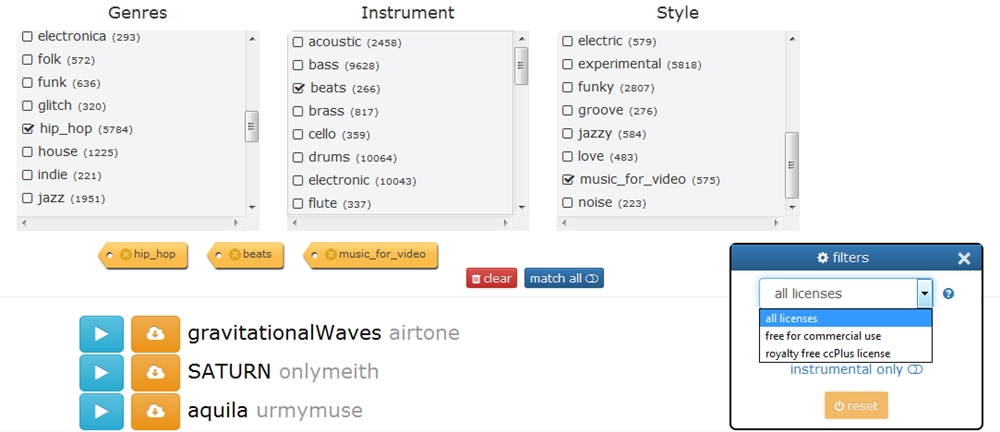 Genres
electronica (293)
folk (572)
funk (636)
glitch (320)
hip_hop (5784)
house (1225)
indie (221)
jazz (1951)
Instrument
acoustic (2458)
bass (9628)
beats (266)
brass (817)
cello (359)
drums (10064)
electronic (10043)
flute (337)
Style
electric (579)
experimental (5818)
funky (2807)
groove (276)
jazzy (584)
love (483)
music_for_video (575)
noise (223)
hip_hop
beats
music_for_video
clear
match all
gravitationalWaves airtone
SATURN onlymeith
aquila urmymuse
filters
all licenses
all licenses
free for commercial use
royalty free ccPlus license
instrumental only
reset